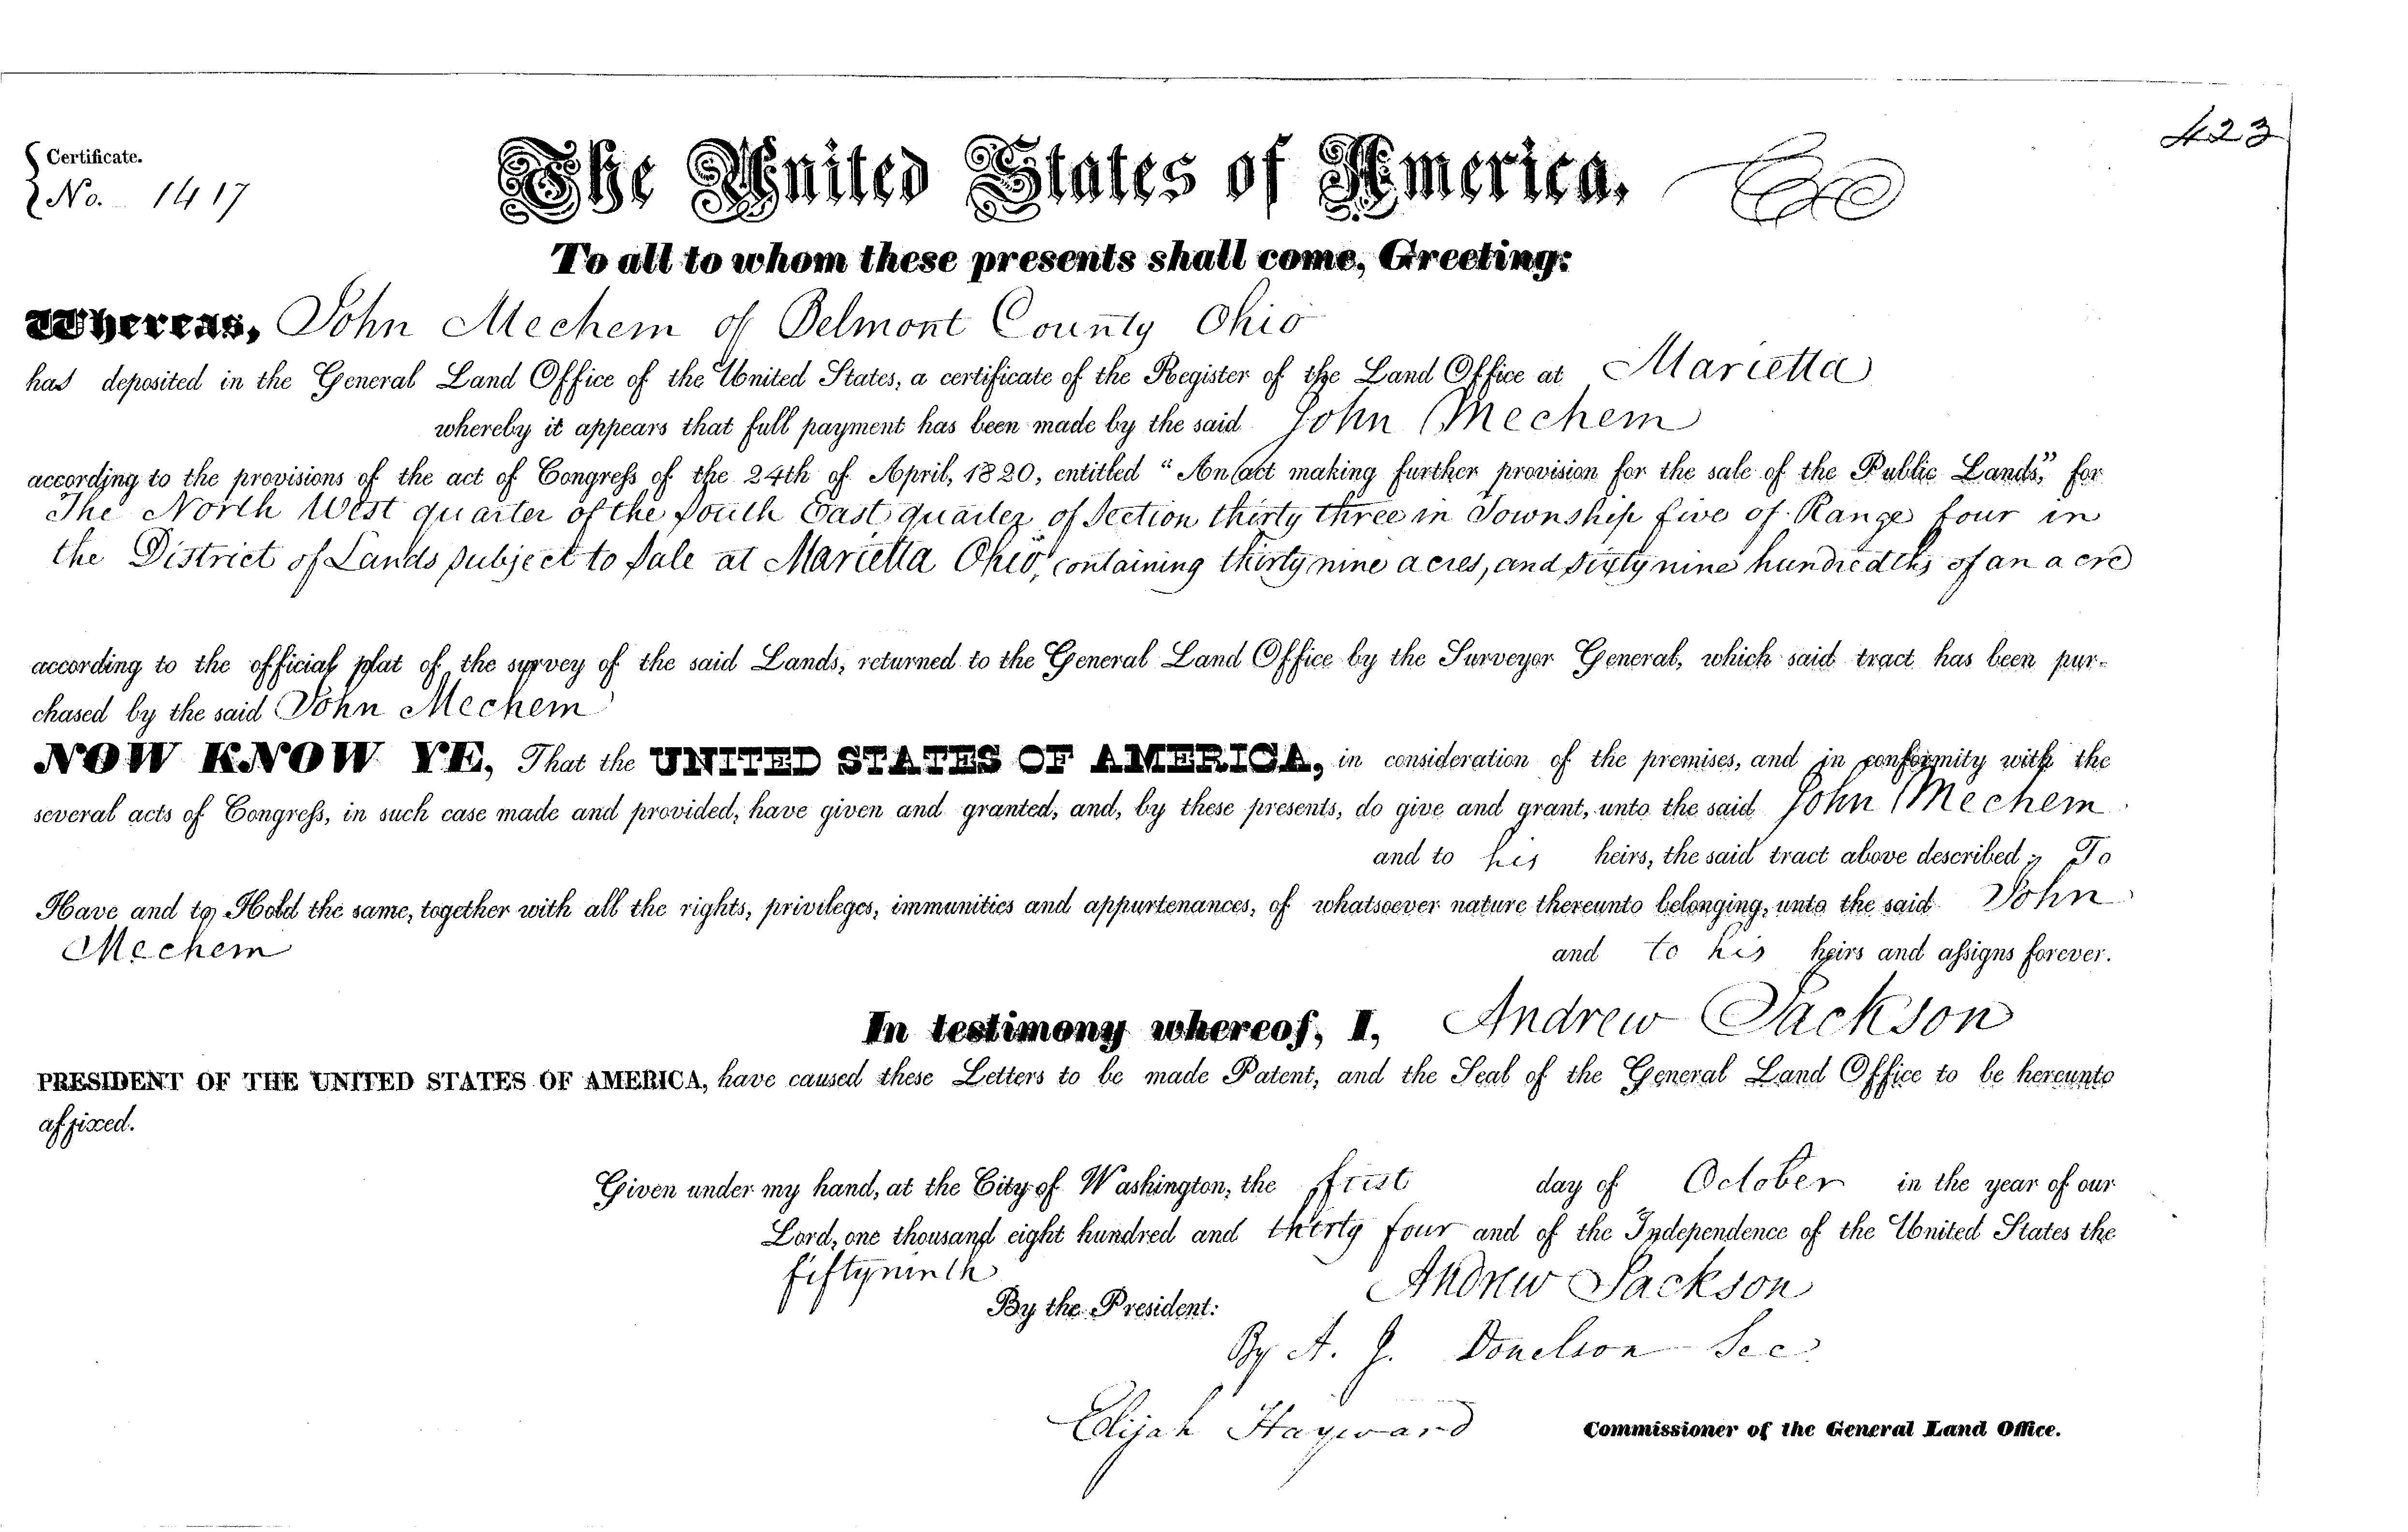 423
Certificate.
No. 1417
The United States of America,
To all to whom these presents shall come, Greeting:
Whereas, John Mechem of Belmont County Ohio
has deposited in the General Land Office of the United States, a certificate of the Register of the Land Office at Marietta
whereby it appears that full payment has been made by the said John Mechem
according to the provisions of the act of Congress of the 24th of April, 1820, entitled "An act making further provision for the sale of the Public Lands," for
The North West quarter of the South East quarter of Section thirty three in Township five of Range four in
the District of Lands subject to sale at Marietta Ohio, containing thirty nine acres, and sixty nine hundredths of an acre
according to the official plat of the survey of the said Lands, returned to the General Land Office by the Surveyor General, which said tract has been pur-
chased by the said John Mechem
NOW KNOW YE, That the UNITED STATES OF AMERICA, in consideration of the premises, and in conformity with the
several acts of Congress, in such case made and provided, have given and granted, and, by these presents, do give and grant, unto the said John Mechem
and to his heirs, the said tract above described; To
Have and to Hold the same, together with all the rights, privileges, immunities and appurtenances, of whatsoever nature thereunto belonging, unto the said John
Mechem and to his heirs and assigns forever.
In testimony whereof, I, Andrew Jackson
PRESIDENT OF THE UNITED STATES OF AMERICA, have caused these Letters to be made Patent, and the Seal of the General Land Office to be hereunto
affixed.
Given under my hand, at the City of Washington, the first day of October in the year of our
Lord, one thousand eight hundred and thirty four and of the Independence of the United States the
fiftyninth
By the President: Andrew Jackson
By A. J. Donelson Sec.
Elijah Hayward Commissioner of the General Land Office.